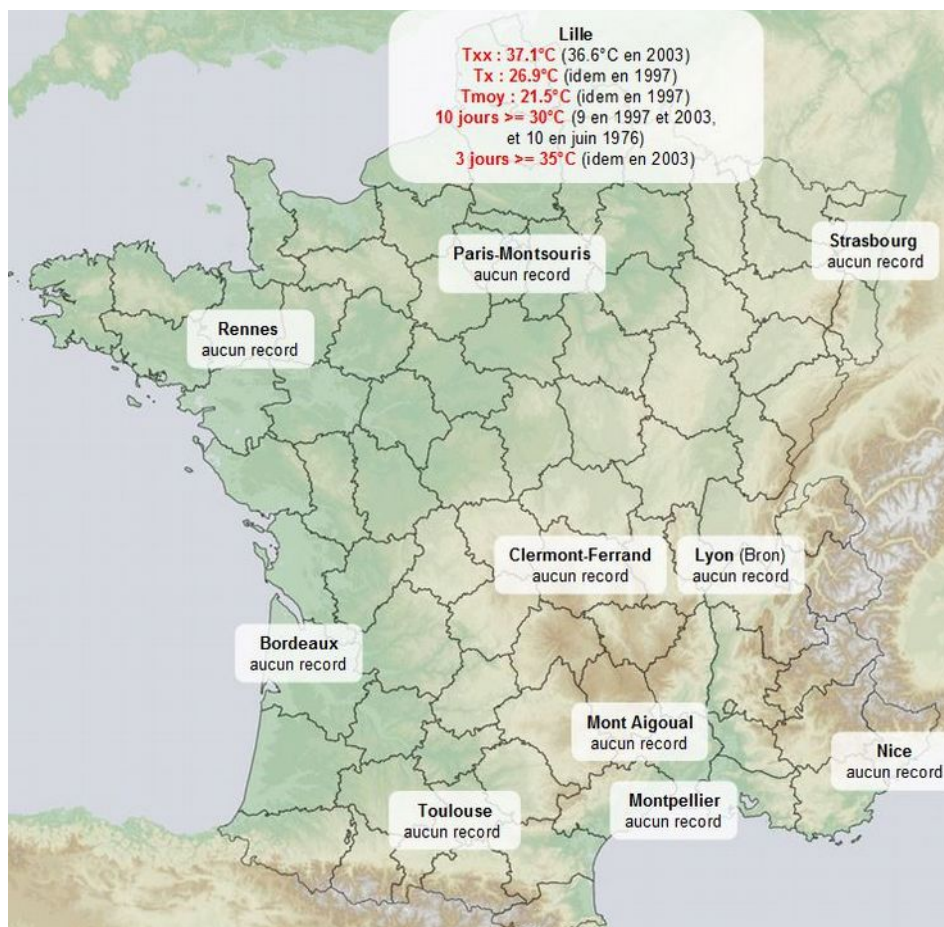 Lille
Txx : 37.1°C (36.6°C en 2003)
Tx : 26.9°C (idem en 1997)
Tmoy : 21.5°C (idem en 1997)
10 jours >= 30°C (9 en 1997 et 2003,
et 10 en juin 1976)
3 jours >= 35°C (idem en 2003)
Paris-Montsouris
aucun record
Strasbourg
aucun record
Rennes
aucun record
Clermont-Ferrand
aucun record
Lyon (Bron)
aucun record
Bordeaux
aucun record
Mont Aigoual
aucun record
Nice
aucun record
Toulouse
aucun record
Montpellier
aucun record